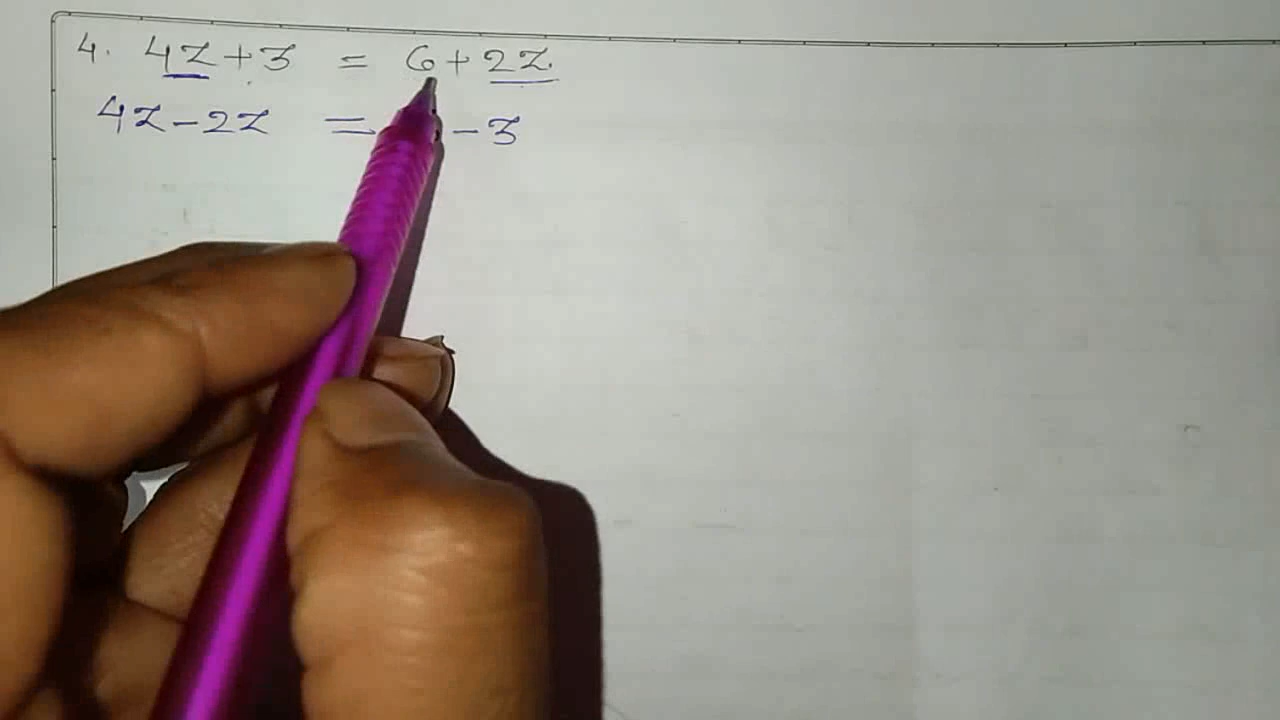 4. 4z+3 = 6+2z.
4z-2z = -3